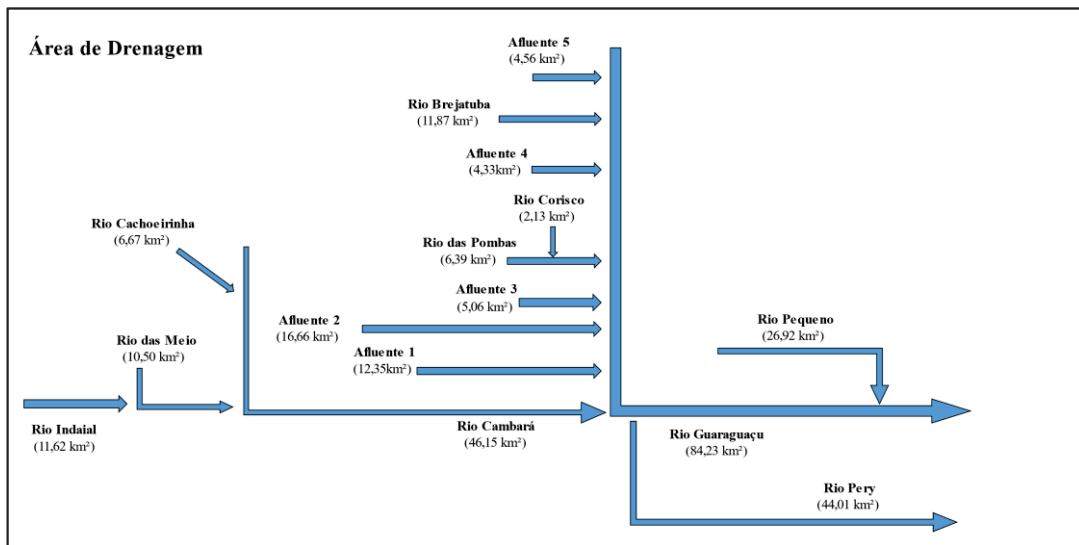 Área de Drenagem
Afluente 5
(4,56 km²)
Rio Brejatuba
(11,87 km²)
Afluente 4
(4,33km²)
Rio Corisco
(2,13 km²)
Rio Cachoeirinha
(6,67 km²)
Rio das Pombas
(6,39 km²)
Afluente 3
(5,06 km²)
Afluente 2
(16,66 km²)
Rio Pequeno
(26,92 km²)
Rio das Meio
(10,50 km²)
Afluente 1
(12,35km²)
Rio Indaial
(11,62 km²)
Rio Cambará
(46,15 km²)
Rio Guaraguaçu
(84,23 km²)
Rio Pery
(44,01 km²)